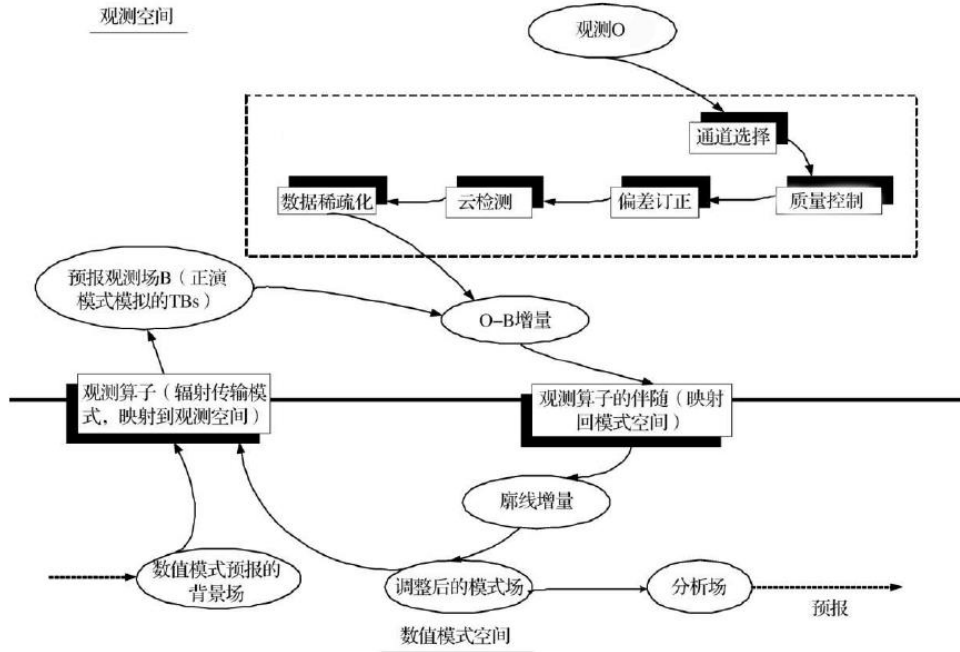 观测空间
观测O
通道选择
数据稀疏化
云检测
偏差订正
质量控制
预报观测场B（正演
模式模拟的TBs）
O-B增量
观测算子（辐射传输模
式，映射到观测空间）
观测算子的伴随（映射
回模式空间）
廓线增量
数值模式预报的
背景场
调整后的模式场
分析场
预报
数值模式空间